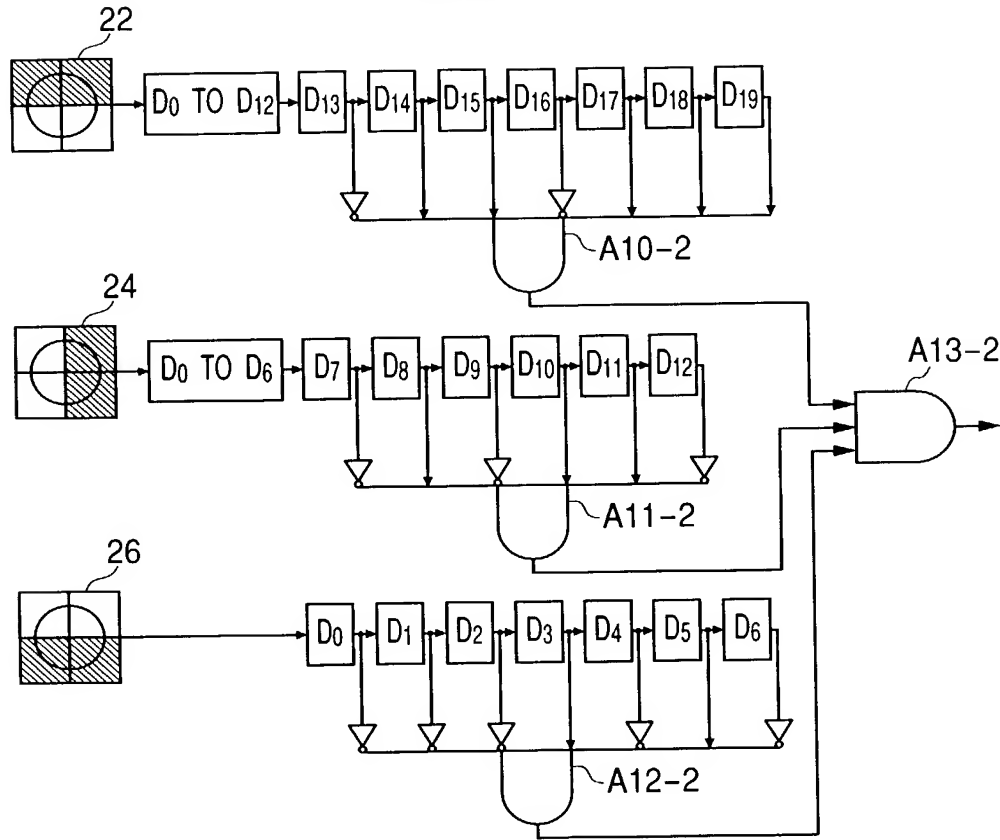 22
D0 TO D12 D13 D14 D15 D16 D17 D18 D19
A10-2
24
D0 TO D6 D7 D8 D9 D10 D11 D12
A13-2
A11-2
26
D0 D1 D2 D3 D4 D5 D6
A12-2